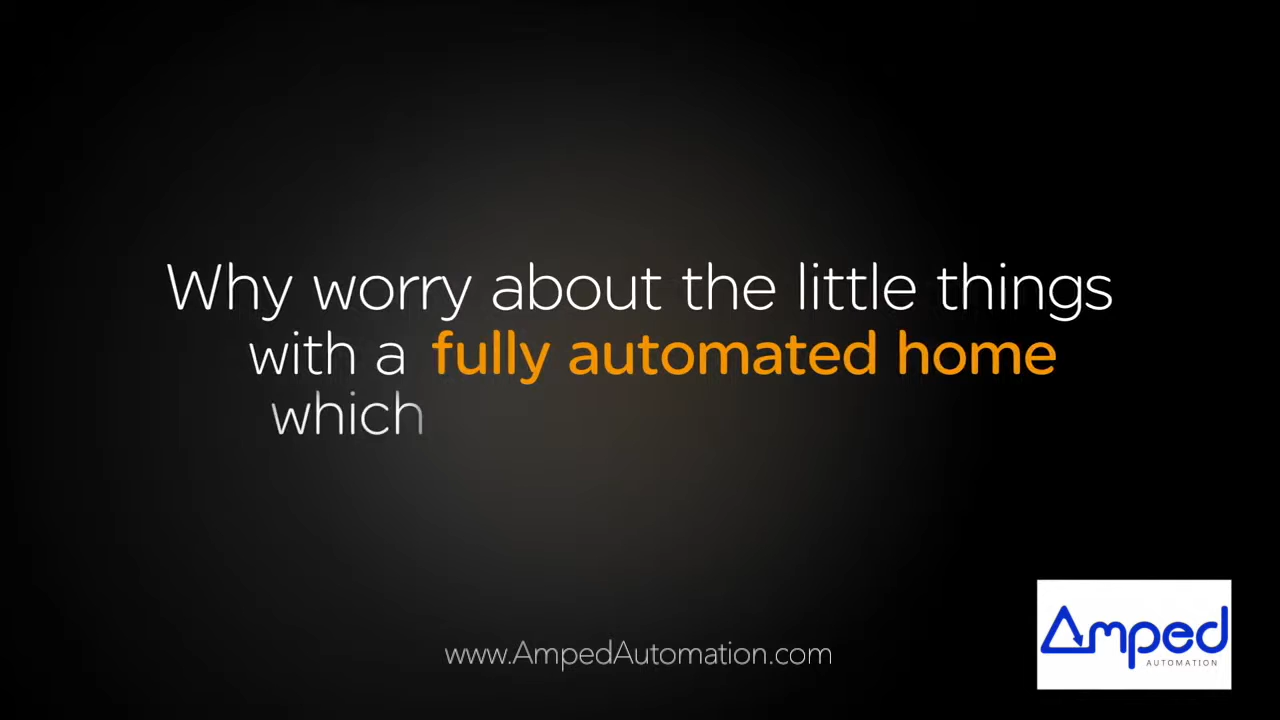 Why worry about the little things
with a fully automated home
which
www.AmpedAutomation.com
Amped
AUTOMATION